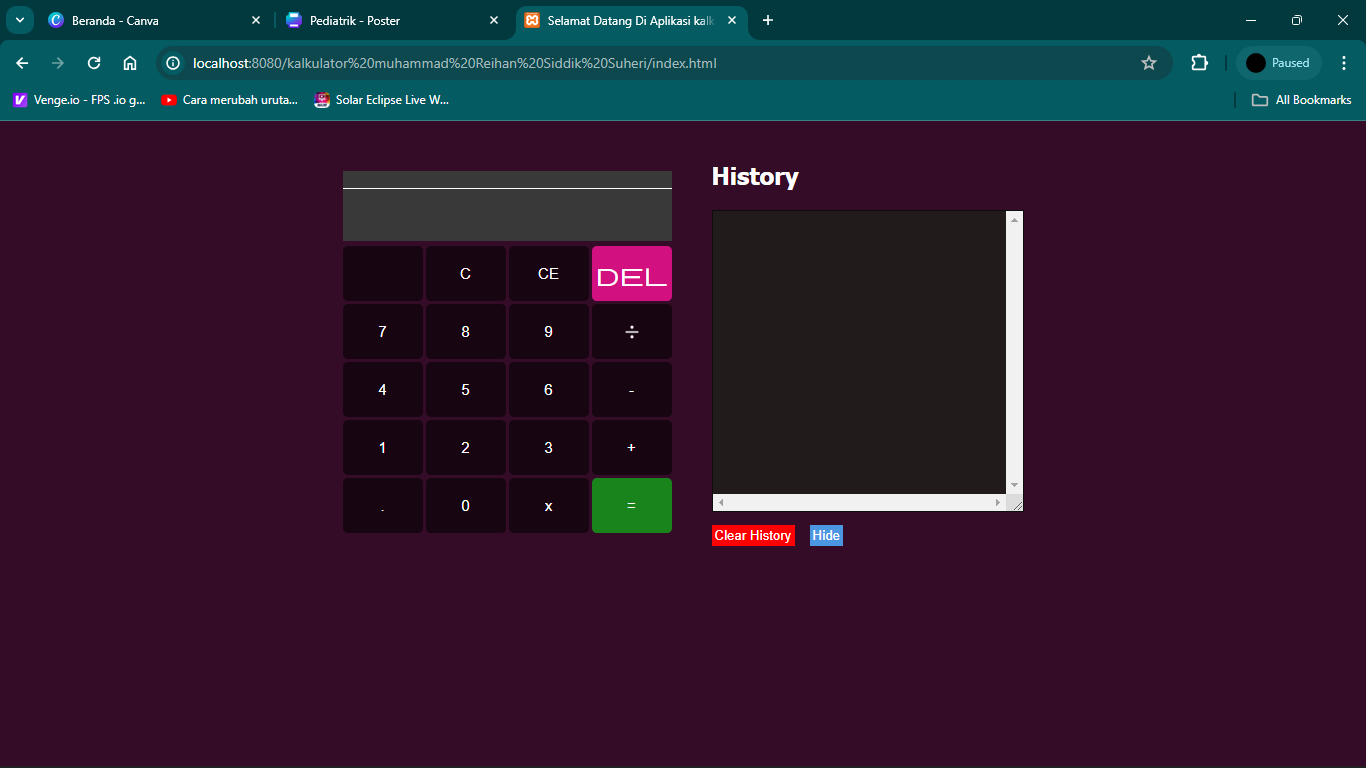 Beranda - Canva
Pediatrik - Poster
Selamat Datang Di Aplikasi kalk
localhost:8080/kalkulator%20muhammad%20Reihan%20Siddik%20Suheri/index.html
Paused
Venge.io - FPS .io g...
Cara merubah uruta...
Solar Eclipse Live W...
All Bookmarks
History
C CE DEL
7 8 9 ÷
4 5 6 -
1 2 3 +
. 0 x =
Clear History Hide